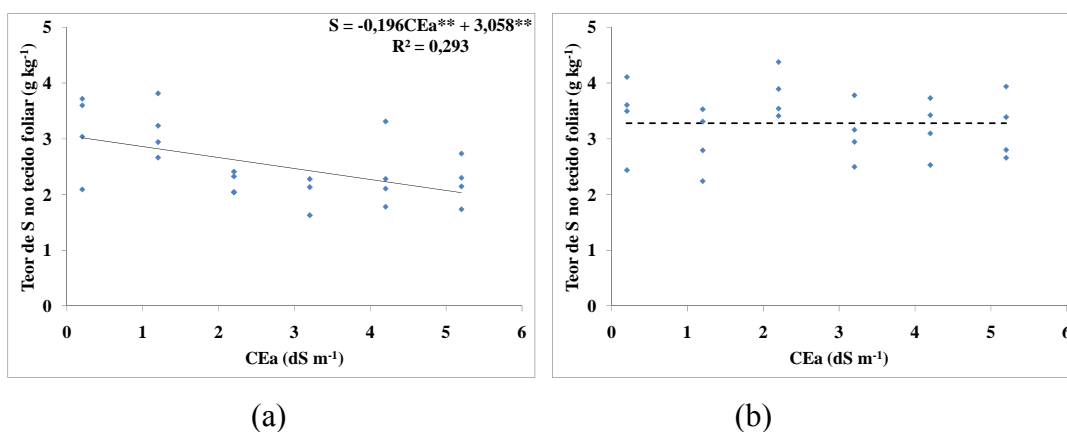 S = -0,196CEa** + 3,058**
R² = 0,293
Teor de S no tecido foliar (g kg⁻¹)
5
4
3
2
1
0
0 1 2 3 4 5 6
CEa (dS m⁻¹)
(a)
Teor de S no tecido foliar (g kg⁻¹)
5
4
3
2
1
0
0 1 2 3 4 5 6
CEa (dS m⁻¹)
(b)